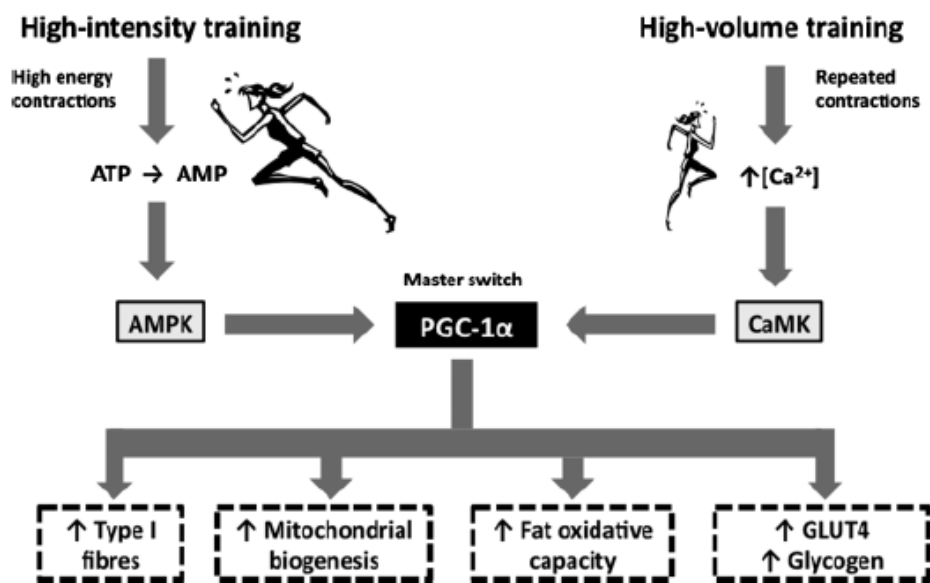 High-intensity training
High-volume training
High energy
contractions
Repeated
contractions
ATP → AMP
↑[Ca²⁺]
Master switch
AMPK
PGC-1α
CaMK
↑ Type I
fibres
↑ Mitochondrial
biogenesis
↑ Fat oxidative
capacity
↑ GLUT4
↑ Glycogen